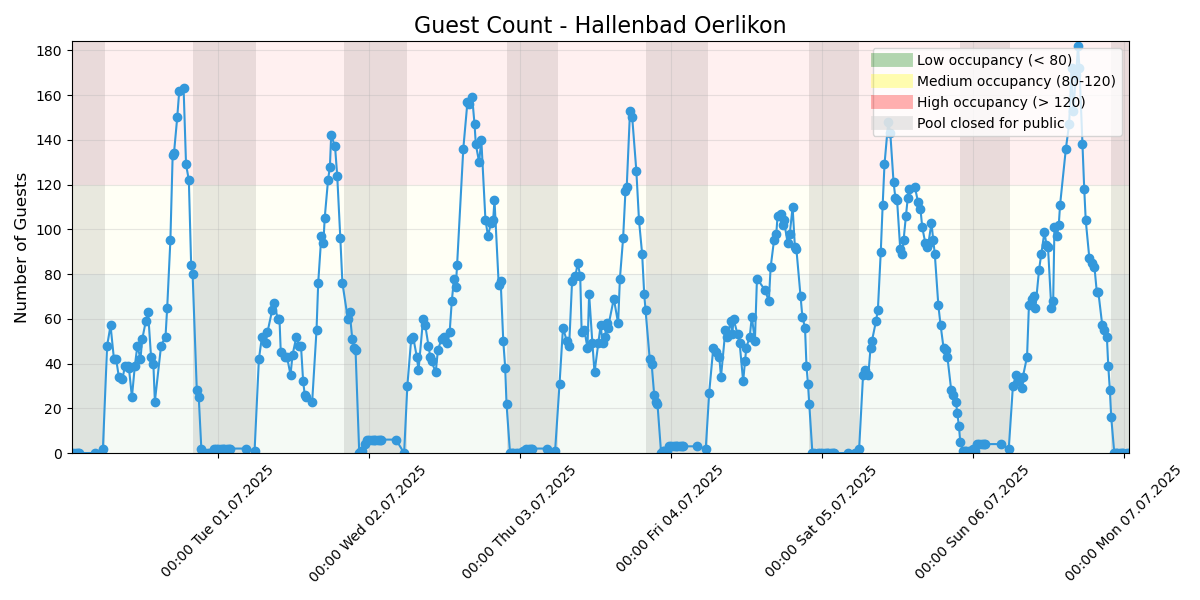 Guest Count - Hallenbad Oerlikon
Number of Guests
180
160
140
120
100
80
60
40
20
0
Low occupancy (< 80)
Medium occupancy (80-120)
High occupancy (> 120)
Pool closed for public
00:00 Tue 01.07.2025
00:00 Wed 02.07.2025
00:00 Thu 03.07.2025
00:00 Fri 04.07.2025
00:00 Sat 05.07.2025
00:00 Sun 06.07.2025
00:00 Mon 07.07.2025